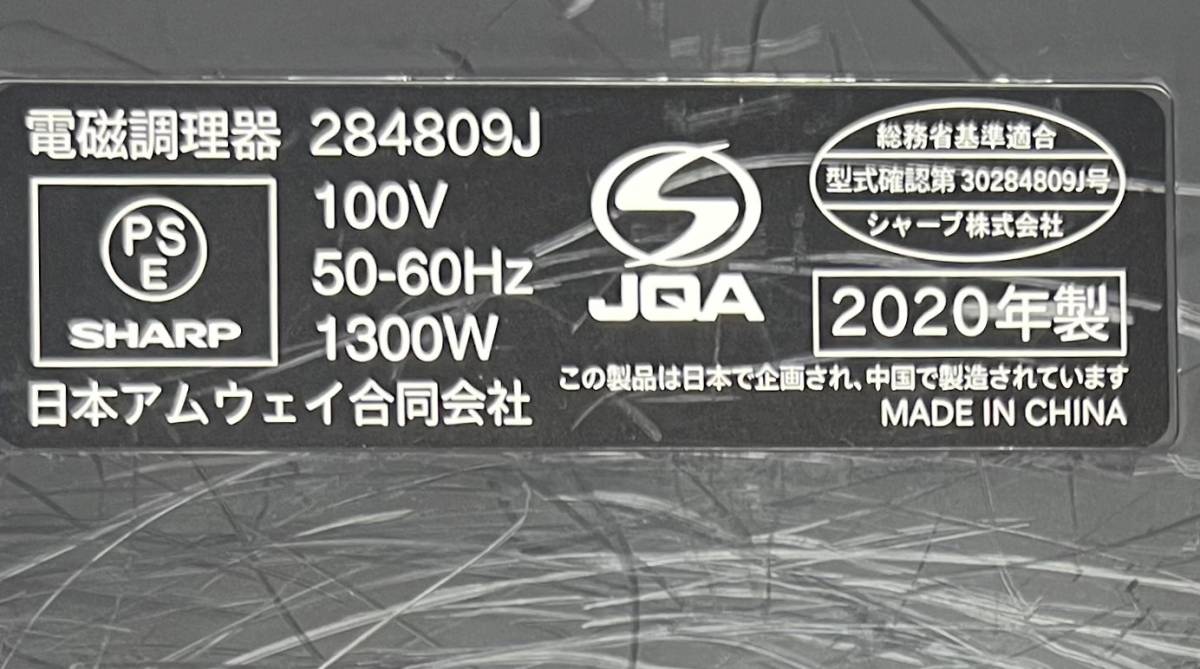 電磁調理器 284809J
PSE
SHARP
100V
50-60Hz
1300W
日本アムウェイ合同会社
JQA
総務省基準適合
型式確認第 30284809J号
シャープ株式会社
2020年製
この製品は日本で企画され、中国で製造されています
MADE IN CHINA